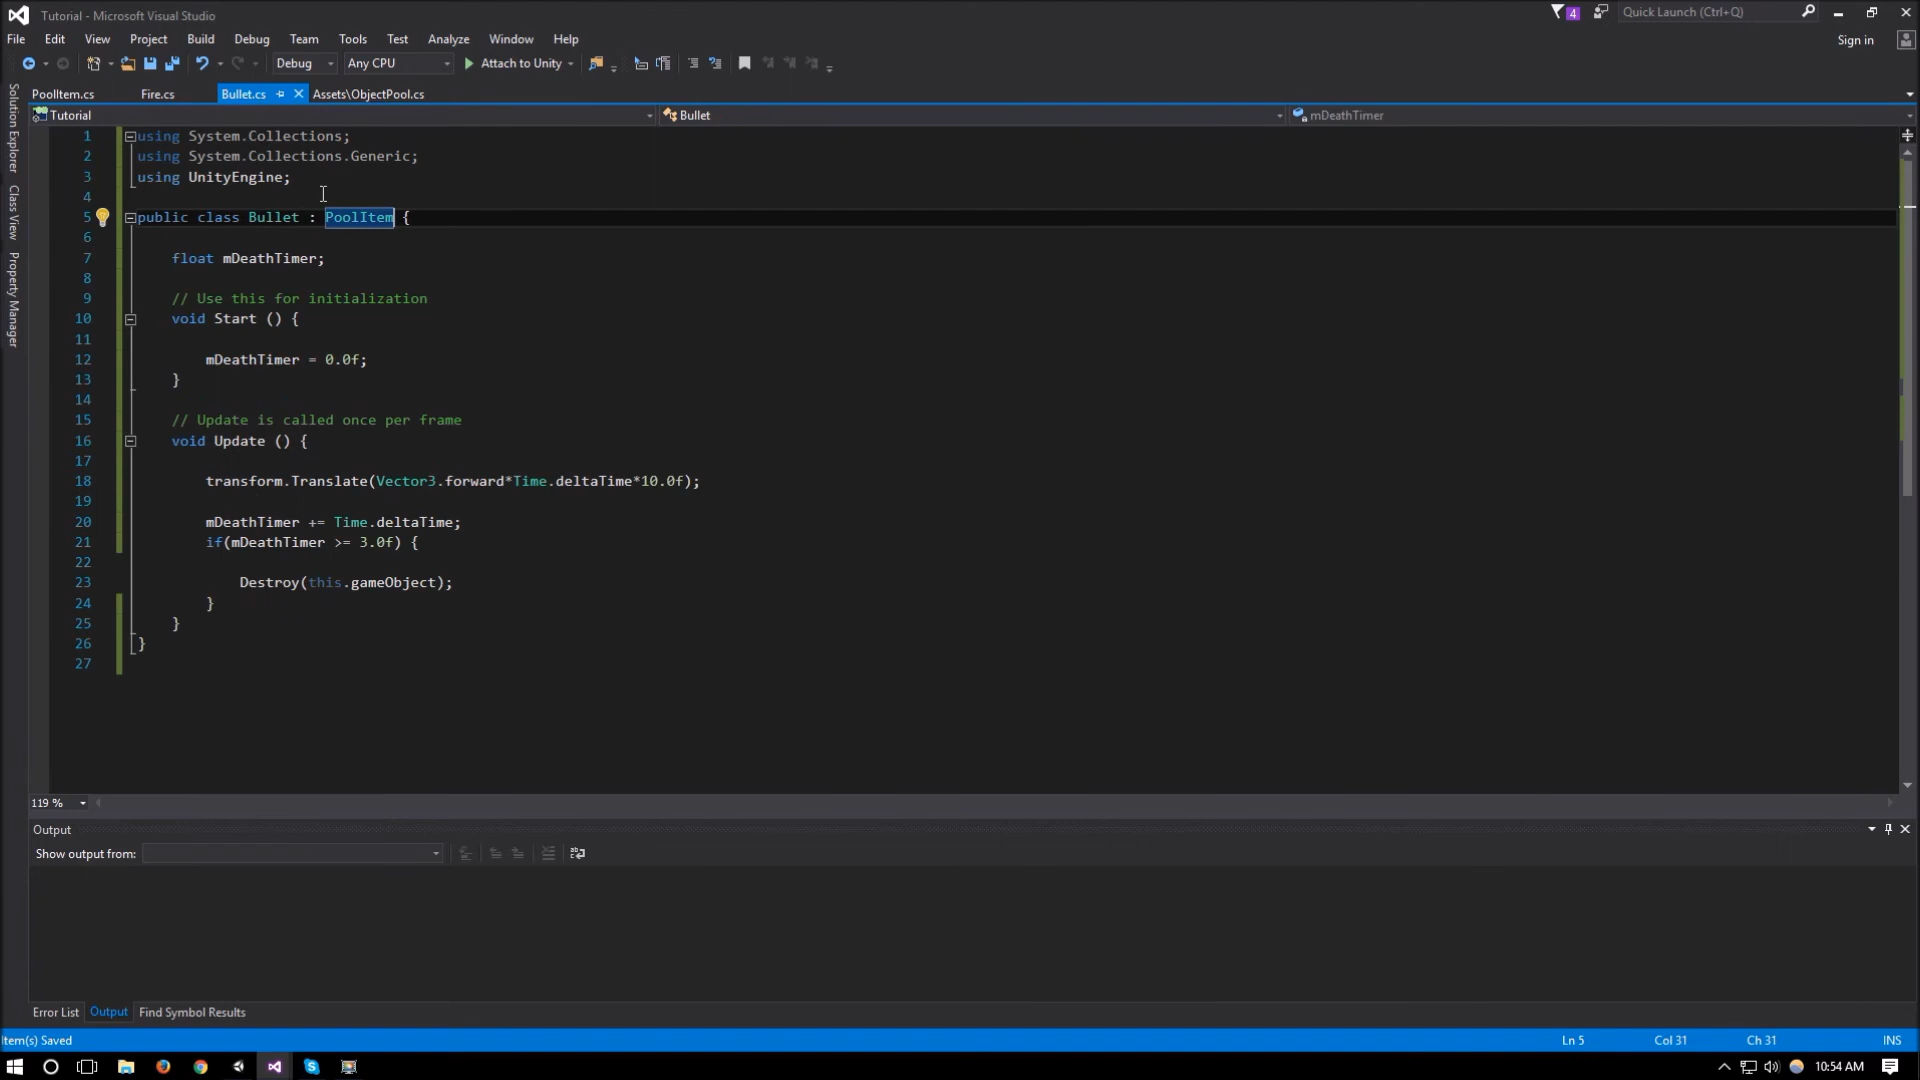 Tutorial - Microsoft Visual Studio
4
Quick Launch (Ctrl+Q)
File Edit View Project Build Debug Team Tools Test Analyze Window Help
Sign in
Debug Any CPU Attach to Unity
PoolItem.cs Fire.cs Bullet.cs Assets\ObjectPool.cs
Tutorial Bullet mDeathTimer
Solution Explorer
Class View
Property Manager
1 using System.Collections;
2 using System.Collections.Generic;
3 using UnityEngine;
4
5 public class Bullet : PoolItem {
6
7 float mDeathTimer;
8
9 // Use this for initialization
10 void Start () {
11
12 mDeathTimer = 0.0f;
13 }
14
15 // Update is called once per frame
16 void Update () {
17
18 transform.Translate(Vector3.forward*Time.deltaTime*10.0f);
19
20 mDeathTimer += Time.deltaTime;
21 if(mDeathTimer >= 3.0f) {
22
23 Destroy(this.gameObject);
24 }
25 }
26 }
27
119 %
Output
Show output from:
Error List Output Find Symbol Results
Item(s) Saved Ln 5 Col 31 Ch 31 INS
10:54 AM